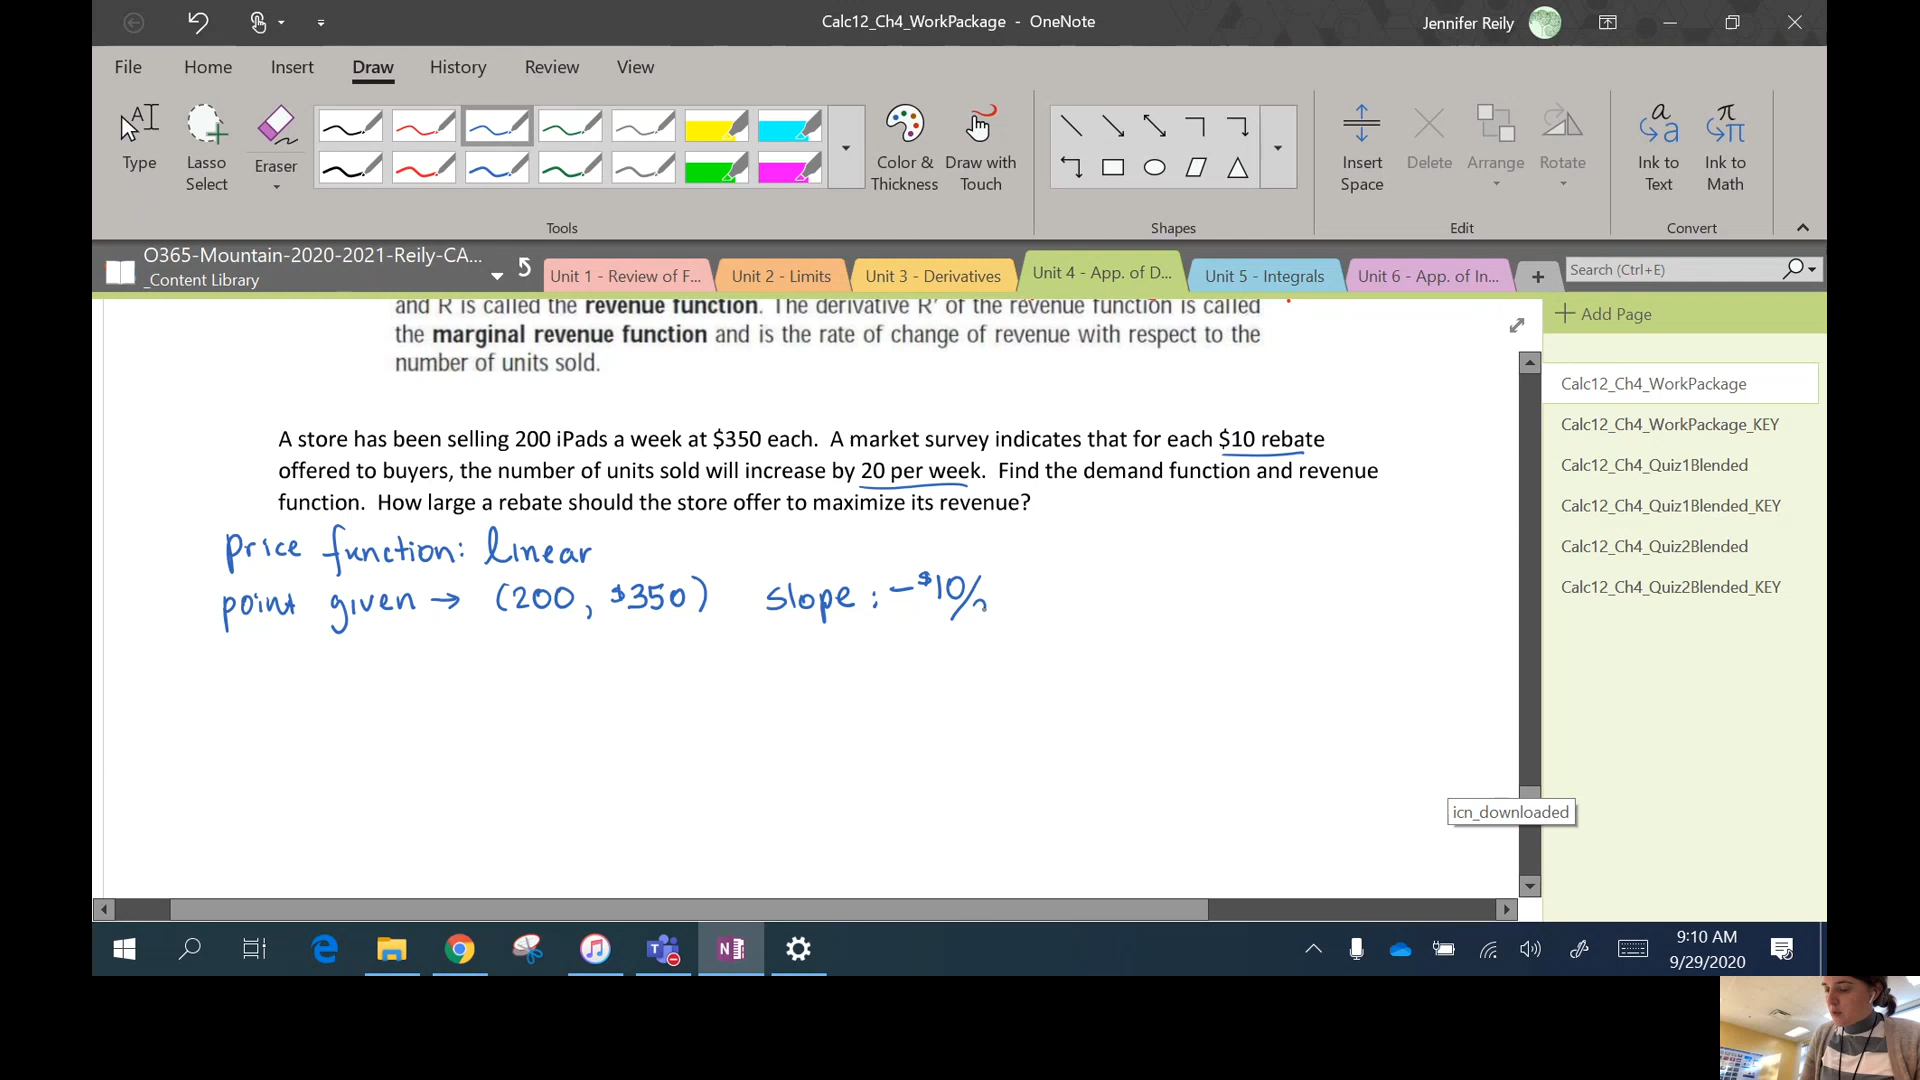 Calc12_Ch4_WorkPackage - OneNote
Jennifer Reily
File Home Insert Draw History Review View
Type
Lasso Select
Eraser
Color & Thickness
Draw with Touch
Insert Space
Delete
Arrange
Rotate
Ink to Text
Ink to Math
Tools
Shapes
Edit
Convert
O365-Mountain-2020-2021-Reily-CA...
_Content Library
Unit 1 - Review of F...
Unit 2 - Limits
Unit 3 - Derivatives
Unit 4 - App. of D...
Unit 5 - Integrals
Unit 6 - App. of In...
Search (Ctrl+E)
Add Page
Calc12_Ch4_WorkPackage
Calc12_Ch4_WorkPackage_KEY
Calc12_Ch4_Quiz1Blended
Calc12_Ch4_Quiz1Blended_KEY
Calc12_Ch4_Quiz2Blended
Calc12_Ch4_Quiz2Blended_KEY
and R is called the revenue function. The derivative R' of the revenue function is called
the marginal revenue function and is the rate of change of revenue with respect to the
number of units sold.
A store has been selling 200 iPads a week at $350 each. A market survey indicates that for each $10 rebate
offered to buyers, the number of units sold will increase by 20 per week. Find the demand function and revenue
function. How large a rebate should the store offer to maximize its revenue?
price function: linear
point given → (200, $350) slope: -$10/
icn_downloaded
9:10 AM
9/29/2020